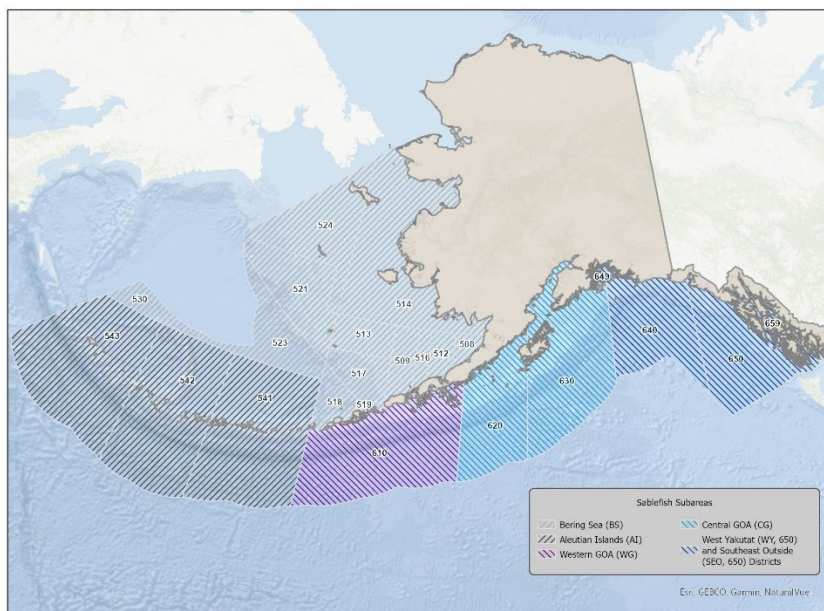 524
649
530
521
514
659
543
513
640
523
508
512
509
516
650
542
517
541
630
518
519
620
610
Sablefish Subareas
Bering Sea (BS)
Aleutian Islands (AI)
Western GOA (WG)
Central GOA (CG)
West Yakutat (WY, 650)
and Southeast Outside
(SEO, 650) Districts
Esri, GEBCO, Garmin, NaturalVue